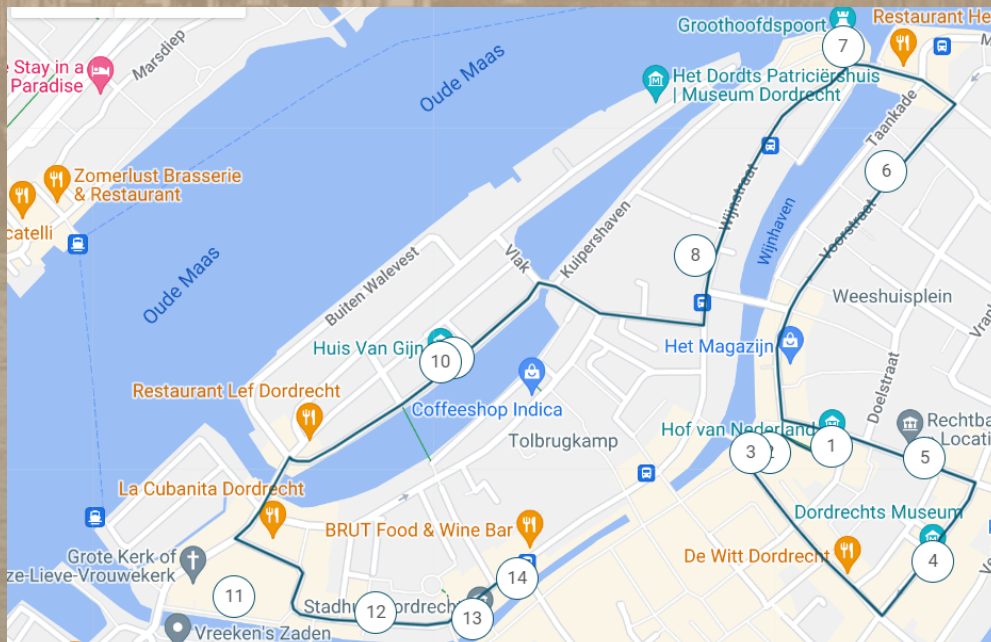 Groothoofdspoort
Restaurant He
7
e Stay in a
Paradise
Marsdiep
Oude Maas
Het Dordts Patriciërshuis
| Museum Dordrecht
Taankade
M
Zomerlust Brasserie
& Restaurant
catelli
6
Wijnstraat
Voorstraat
Wijnhaven
Kuipershaven
Vlak
8
Oude Maas
Buiten Walevest
Weeshuisplein
Vrank
Huis Van Gijn
10
Het Magazijn
Doelstraat
Restaurant Lef Dordrecht
Coffeeshop Indica
Hof van Nederland
Rechtba
Locati
Tolbrugkamp
3
2
1
5
La Cubanita Dordrecht
BRUT Food & Wine Bar
Dordrechts Museum
De Witt Dordrecht
4
Grote Kerk of
ze-Lieve-Vrouwekerk
14
11
Stadhu
ordrecht
12
13
Vreeken's Zaden